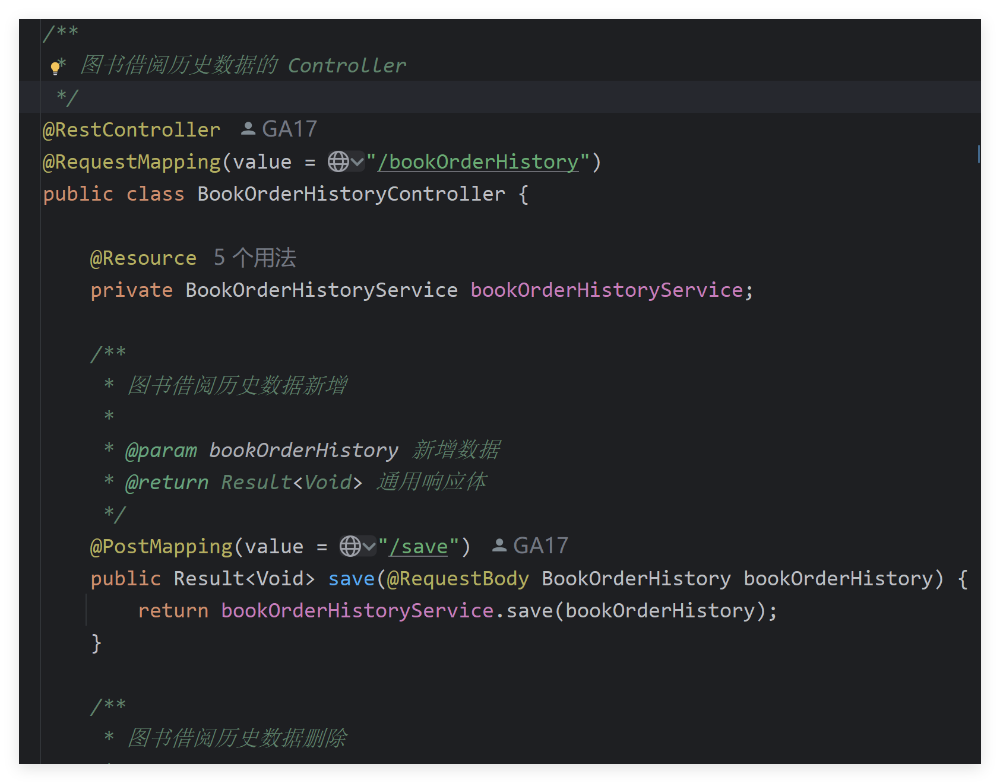 /**
* 图书借阅历史数据的 Controller
*/
@RestController GA17
@RequestMapping(value = "/bookOrderHistory")
public class BookOrderHistoryController {
@Resource 5 个用法
private BookOrderHistoryService bookOrderHistoryService;
/**
* 图书借阅历史数据新增
*
* @param bookOrderHistory 新增数据
* @return Result<Void> 通用响应体
*/
@PostMapping(value = "/save") GA17
public Result<Void> save(@RequestBody BookOrderHistory bookOrderHistory) {
return bookOrderHistoryService.save(bookOrderHistory);
}
/**
* 图书借阅历史数据删除